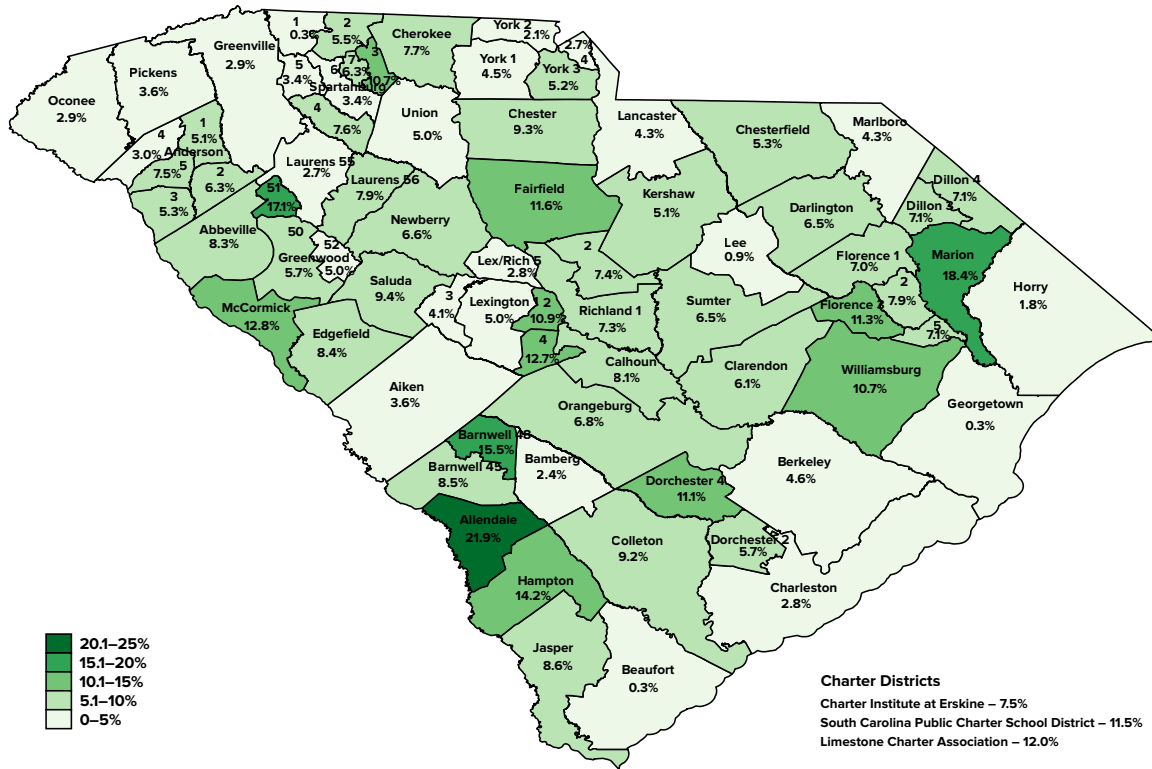 1
0.3%
2
5.5%
Cherokee
7.7%
York 2
2.1%
2.7%
4
Greenville
2.9%
5
3.4%
6
7
6.3%
3
10.7%
Spartanburg
3.4%
York 1
4.5%
York 3
5.2%
Pickens
3.6%
Oconee
2.9%
4
7.6%
Union
5.0%
Chester
9.3%
Lancaster
4.3%
Chesterfield
5.3%
Marlboro
4.3%
1
5.1%
4
3.0%
Anderson
5
7.5%
2
6.3%
3
5.3%
Laurens 55
2.7%
Laurens 56
7.9%
51
17.1%
Fairfield
11.6%
Kershaw
5.1%
Darlington
6.5%
Dillon 4
7.1%
Dillon 3
7.1%
Abbeville
8.3%
50
Greenwood
5.7%
52
5.0%
Newberry
6.6%
Lex/Rich 5
2.8%
2
7.4%
Lee
0.9%
Florence 1
7.0%
Marion
18.4%
Saluda
9.4%
3
4.1%
Lexington
5.0%
2
10.9%
Richland 1
7.3%
Sumter
6.5%
Florence 3
11.3%
2
7.9%
5
7.1%
Horry
1.8%
McCormick
12.8%
Edgefield
8.4%
4
12.7%
Calhoun
8.1%
Clarendon
6.1%
Williamsburg
10.7%
Aiken
3.6%
Orangeburg
6.8%
Georgetown
0.3%
Barnwell 48
15.5%
Barnwell 45
8.5%
Bamberg
2.4%
Dorchester 4
11.1%
Berkeley
4.6%
Allendale
21.9%
Colleton
9.2%
Dorchester 2
5.7%
Hampton
14.2%
Charleston
2.8%
Jasper
8.6%
Beaufort
0.3%
20.1–25%
15.1–20%
10.1–15%
5.1–10%
0–5%
Charter Districts
Charter Institute at Erskine – 7.5%
South Carolina Public Charter School District – 11.5%
Limestone Charter Association – 12.0%